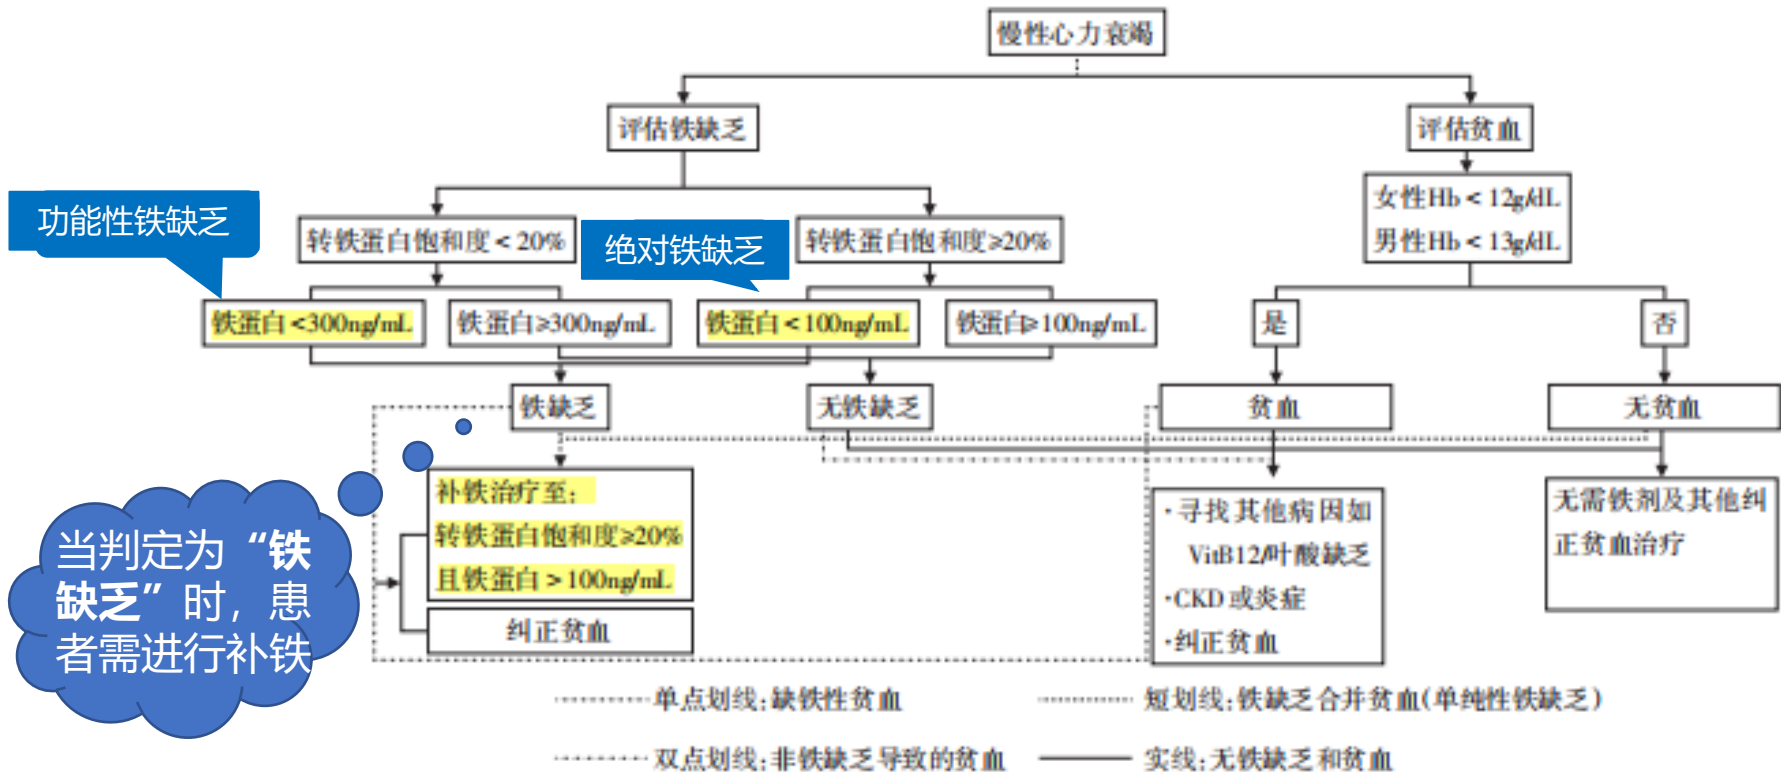 慢性心力衰竭
评估铁缺乏
评估贫血
功能性铁缺乏
转铁蛋白饱和度<20%
绝对铁缺乏
转铁蛋白饱和度≥20%
女性Hb<12g/dL
男性Hb<13g/dL
铁蛋白<300ng/mL
铁蛋白≥300ng/mL
铁蛋白<100ng/mL
铁蛋白≥100ng/mL
是
否
铁缺乏
无铁缺乏
贫血
无贫血
补铁治疗至:
转铁蛋白饱和度≥20%
且铁蛋白>100ng/mL
纠正贫血
·寻找其他病因如
VitB12/叶酸缺乏
·CKD或炎症
·纠正贫血
无需铁剂及其他纠
正贫血治疗
当判定为“铁
缺乏”时，患
者需进行补铁
单点划线:缺铁性贫血
短划线:铁缺乏合并贫血(单纯性铁缺乏)
双点划线:非铁缺乏导致的贫血
实线:无铁缺乏和贫血